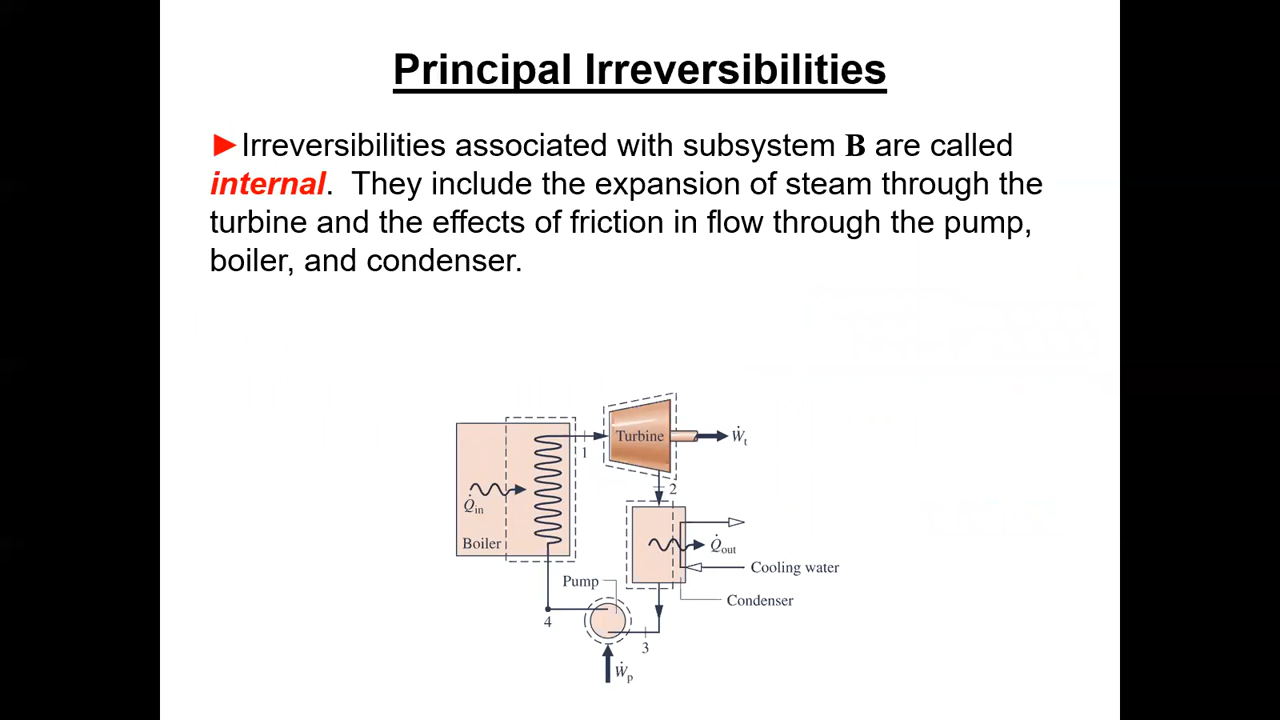 Principal Irreversibilities
►Irreversibilities associated with subsystem B are called
internal. They include the expansion of steam through the
turbine and the effects of friction in flow through the pump,
boiler, and condenser.
Turbine
Ẇt
1
2
Q̇in
Boiler
Q̇out
Cooling water
Pump
Condenser
4
3
Ẇp